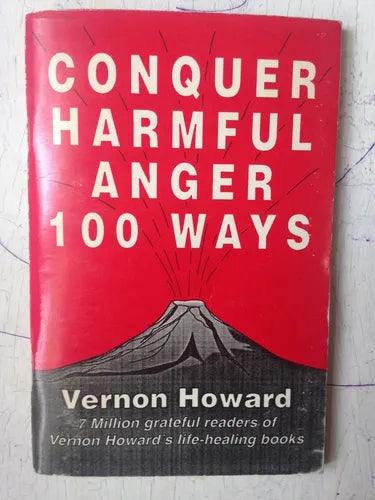 CONQUER
HARMFUL
ANGER
100 WAYS
Vernon Howard
7 Million grateful readers of
Vernon Howard's life-healing books